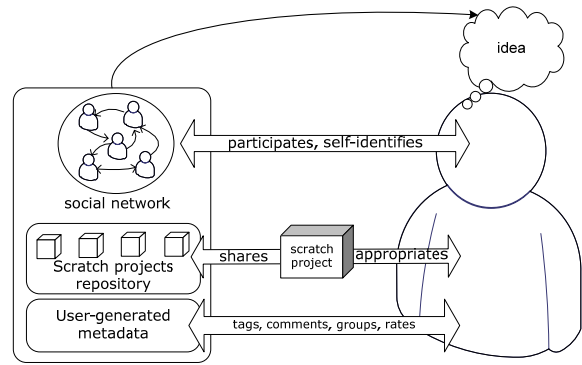 idea
participates, self-identifies
social network
shares
scratch
project
appropriates
Scratch projects
repository
User-generated
metadata
tags, comments, groups, rates